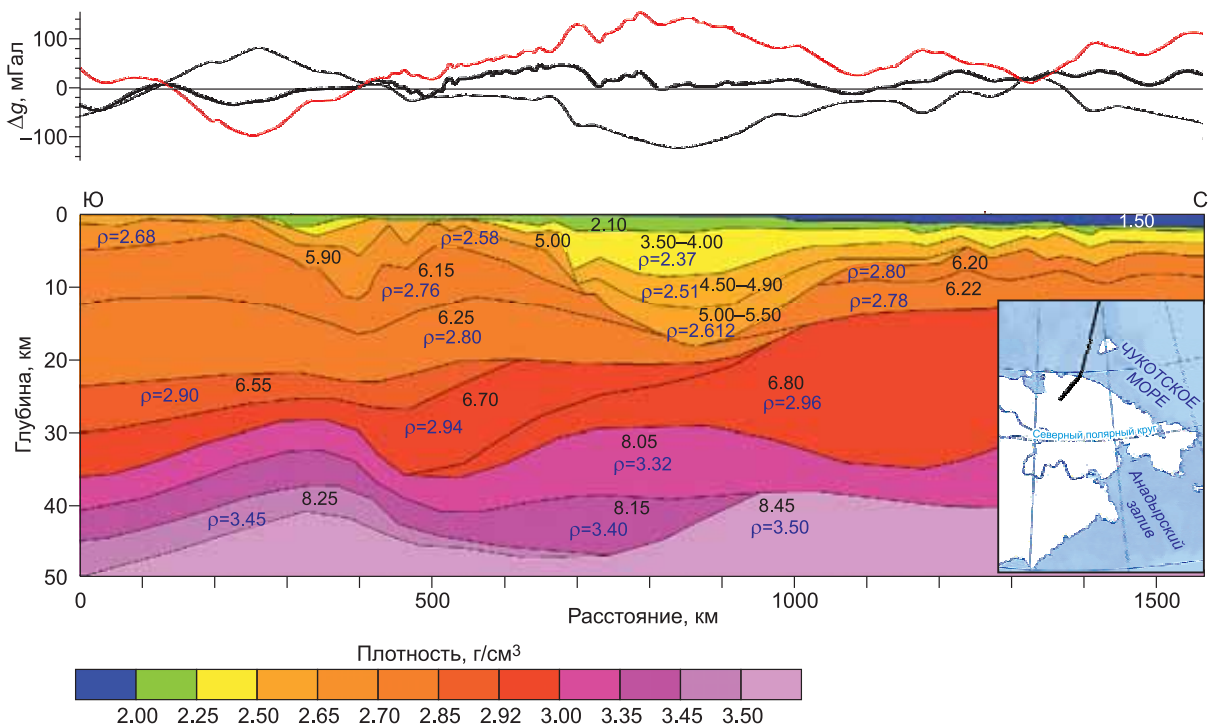 100
0
–100
Δg, мГал
Ю
С
0
10
20
30
40
50
Глубина, км
2.10
1.50
ρ=2.68
ρ=2.58
5.00
3.50–4.00
5.90
ρ=2.37
6.15
6.20
ρ=2.76
ρ=2.80
ρ=2.51
4.50–4.90
6.22
ρ=2.78
6.25
5.00–5.50
ρ=2.80
ρ=2.612
6.55
6.80
ρ=2.90
6.70
ρ=2.96
ρ=2.94
8.05
ρ=3.32
8.25
8.15
8.45
ρ=3.45
ρ=3.40
ρ=3.50
ЧУКОТСКОЕ
МОРЕ
Северный полярный круг
Анадырский
залив
0
500
1000
1500
Расстояние, км
Плотность, г/см³
2.00
2.25
2.50
2.65
2.70
2.85
2.92
3.00
3.35
3.45
3.50